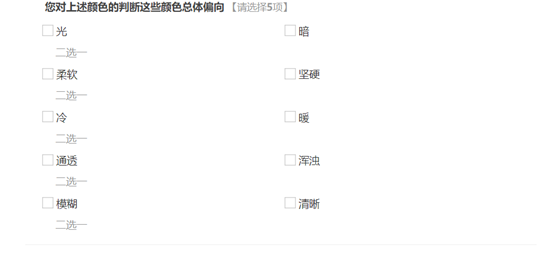 您对上述颜色的判断这些颜色总体偏向 【请选择5项】
光 暗
二选一
柔软 坚硬
二选一
冷 暖
二选一
通透 浑浊
二选一
模糊 清晰
二选一